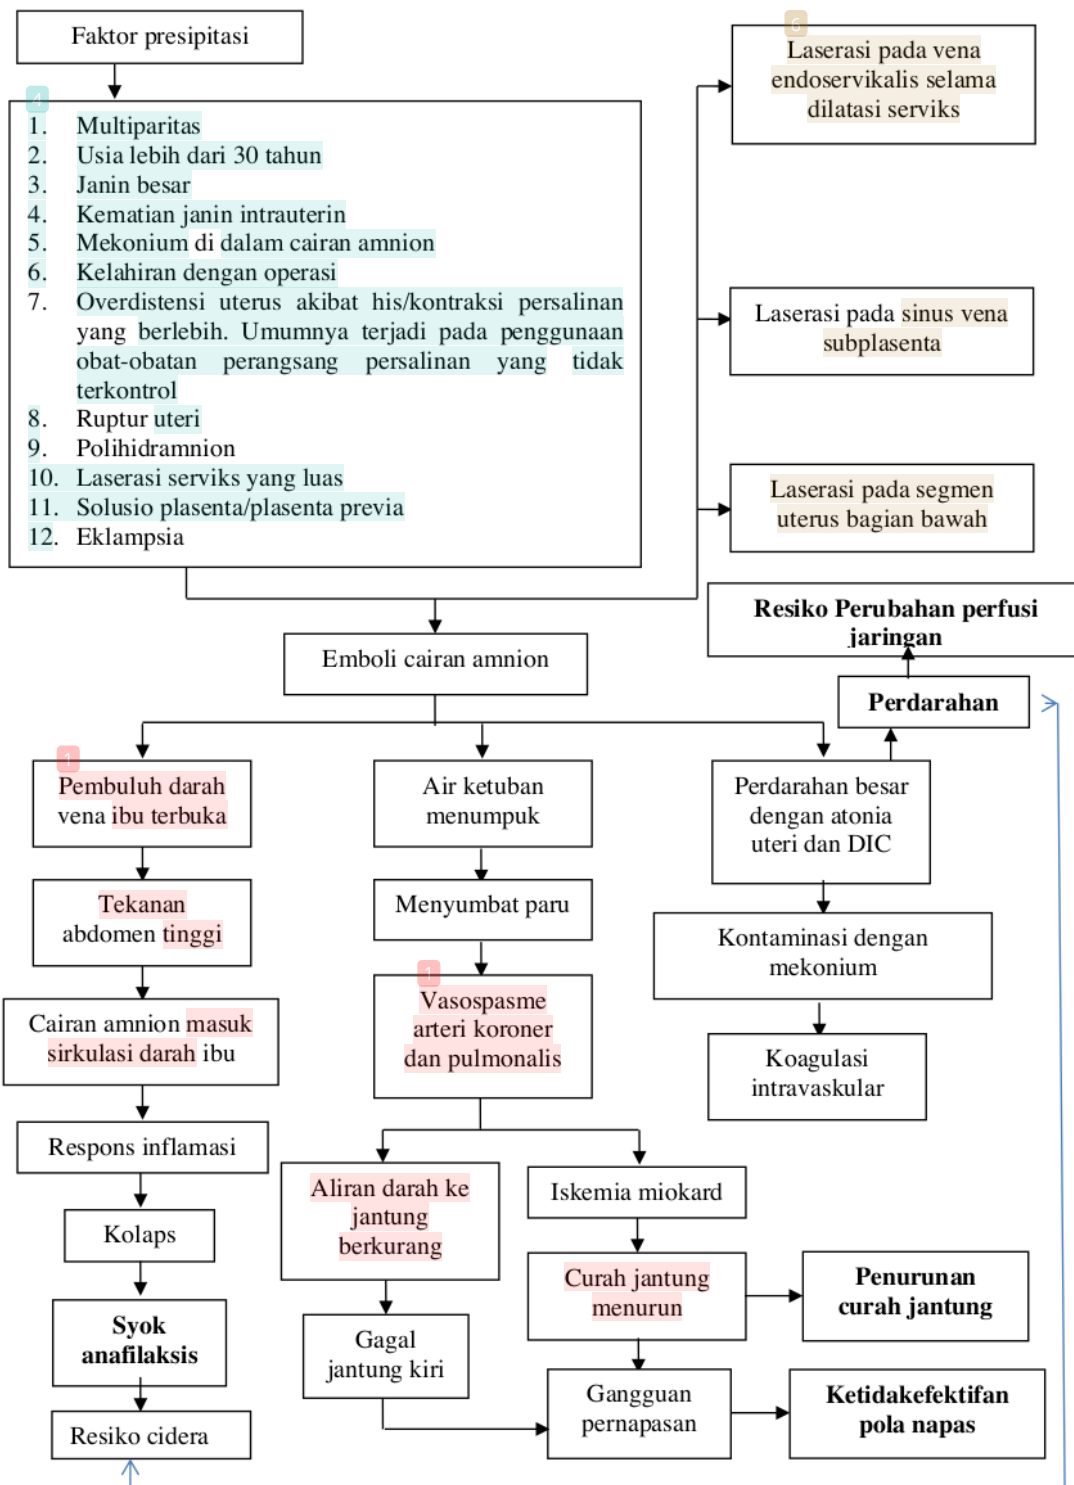 Faktor presipitasi
4
1. Multiparitas
2. Usia lebih dari 30 tahun
3. Janin besar
4. Kematian janin intrauterin
5. Mekonium di dalam cairan amnion
6. Kelahiran dengan operasi
7. Overdistensi uterus akibat his/kontraksi persalinan
yang berlebih. Umumnya terjadi pada penggunaan
obat-obatan perangsang persalinan yang tidak
terkontrol
8. Ruptur uteri
9. Polihidramnion
10. Laserasi serviks yang luas
11. Solusio plasenta/plasenta previa
12. Eklampsia
6
Laserasi pada vena
endoservikalis selama
dilatasi serviks
Laserasi pada sinus vena
subplasenta
Laserasi pada segmen
uterus bagian bawah
Resiko Perubahan perfusi
jaringan
Emboli cairan amnion
Perdarahan
1
Pembuluh darah
vena ibu terbuka
Tekanan
abdomen tinggi
Cairan amnion masuk
sirkulasi darah ibu
Respons inflamasi
Kolaps
Syok
anafilaksis
Resiko cidera
Air ketuban
menumpuk
Menyumbat paru
1
Vasospasme
arteri koroner
dan pulmonalis
Aliran darah ke
jantung
berkurang
Gagal
jantung kiri
Iskemia miokard
Curah jantung
menurun
Gangguan
pernapasan
Perdarahan besar
dengan atonia
uteri dan DIC
Kontaminasi dengan
mekonium
Koagulasi
intravaskular
Penurunan
curah jantung
Ketidakefektifan
pola napas